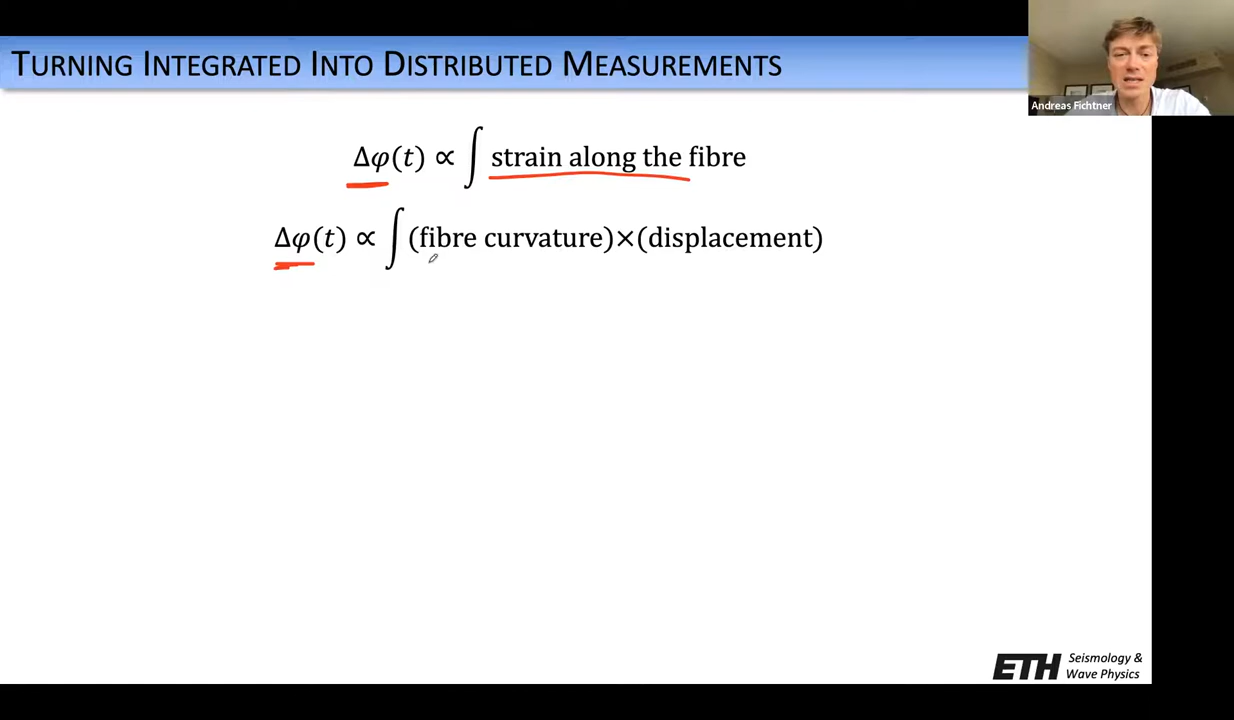 TURNING INTEGRATED INTO DISTRIBUTED MEASUREMENTS
Andreas Fichtner
Δφ(t) ∝ ∫ strain along the fibre
Δφ(t) ∝ ∫ (fibre curvature)×(displacement)
ETH Seismology &
Wave Physics